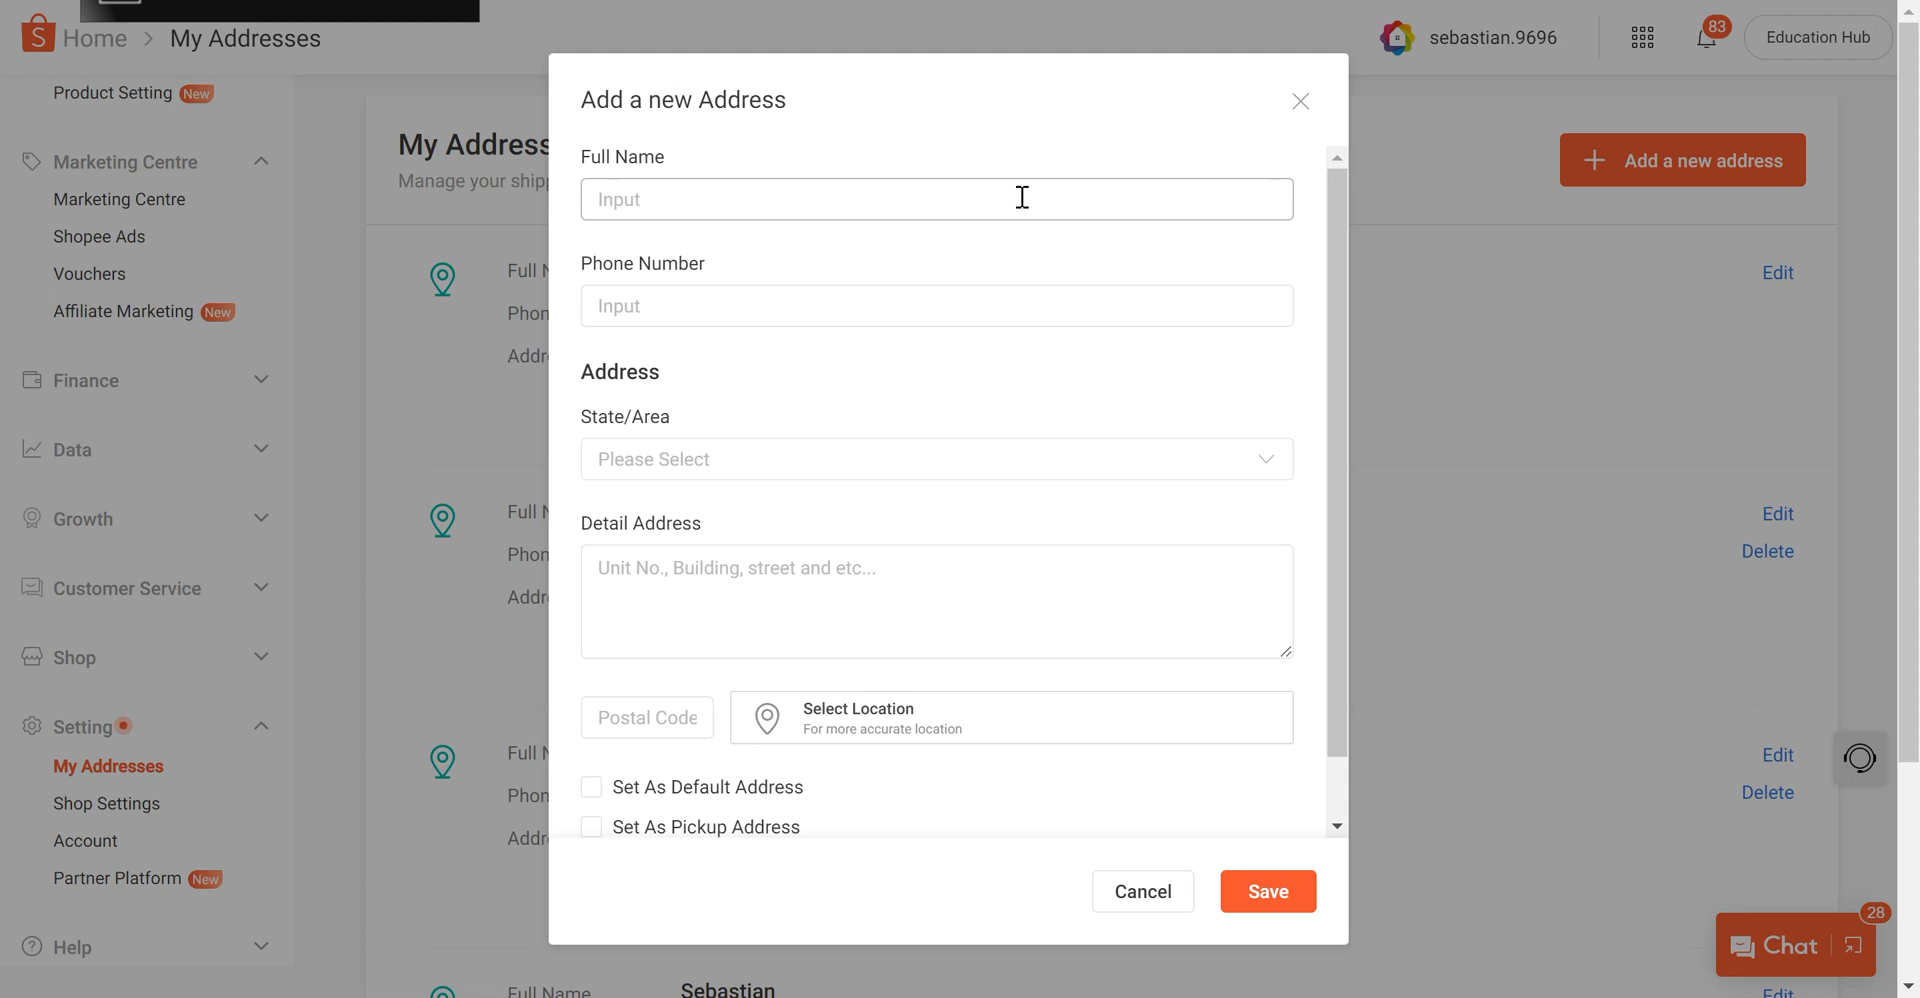 Home > My Addresses
sebastian.9696
83
Education Hub
Product Setting New
Marketing Centre
Marketing Centre
Shopee Ads
Vouchers
Affiliate Marketing New
Finance
Data
Growth
Customer Service
Shop
Setting
My Addresses
Shop Settings
Account
Partner Platform New
Help
My Address
Manage your ship
Add a new address
Full N
Phon
Addr
Edit
Full N
Phon
Addr
Edit
Delete
Full N
Phon
Addr
Edit
Delete
Full Name
Sebastian
Edit
Add a new Address
Full Name
Input
Phone Number
Input
Address
State/Area
Please Select
Detail Address
Unit No., Building, street and etc...
Postal Code
Select Location
For more accurate location
Set As Default Address
Set As Pickup Address
Cancel
Save
28
Chat